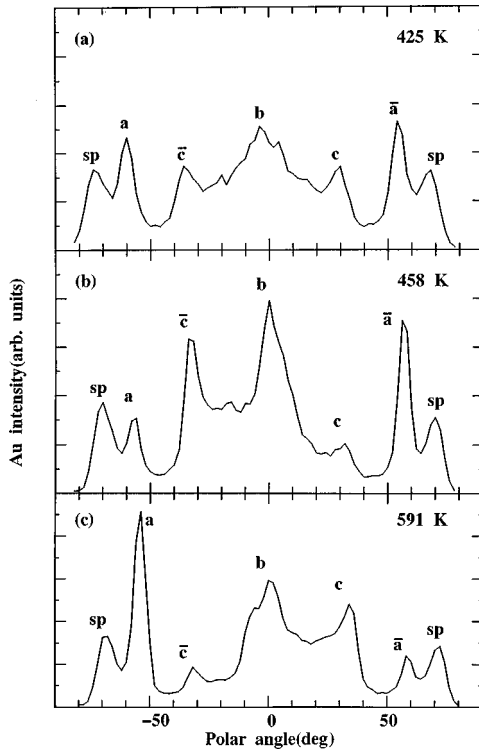 (a)
425 K
sp
a
c̄
b
c
ā
sp
(b)
458 K
sp
a
c̄
b
c
ā
sp
(c)
591 K
sp
a
c̄
b
c
ā
sp
Au intensity(arb. units)
−50
0
50
Polar angle(deg)